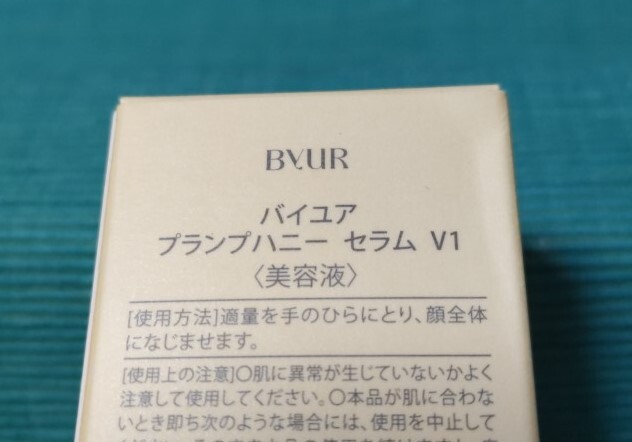 BYUR
バイユア
プランプハニー セラム V1
〈美容液〉
[使用方法]適量を手のひらにとり、顔全体
になじませます。
[使用上の注意]〇肌に異常が生じていないかよく
注意して使用してください。〇本品が肌に合わな
いとき即ち次のような場合には、使用を中止して